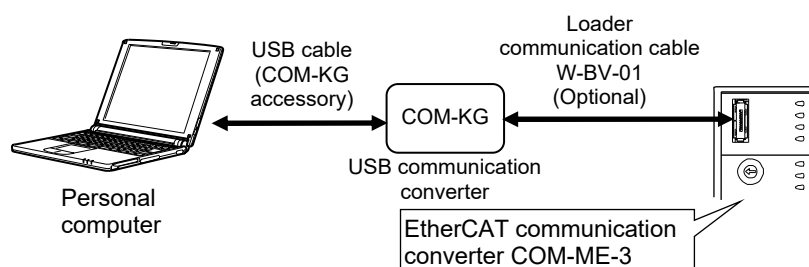 USB cable
(COM-KG
accessory)
Loader
communication cable
W-BV-01
(Optional)
COM-KG
USB communication
converter
Personal
computer
EtherCAT communication
converter COM-ME-3